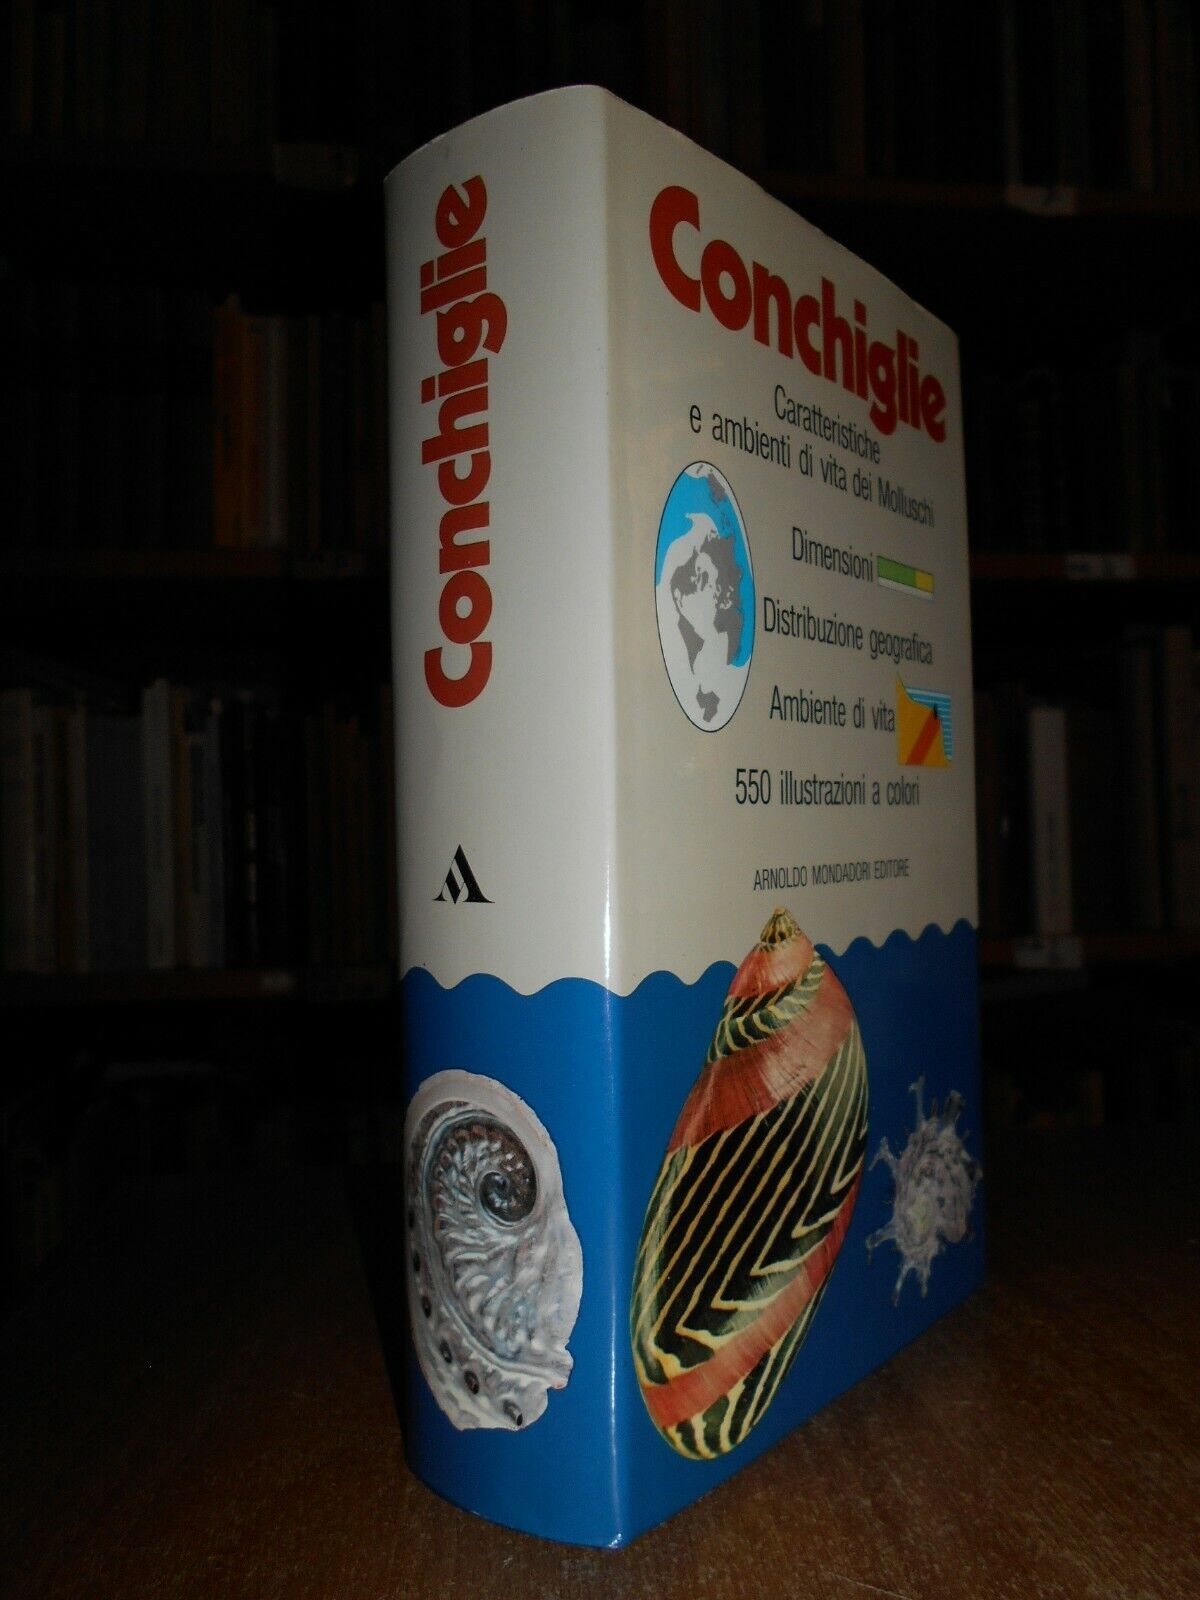 Conchiglie
Conchiglie
Caratteristiche
e ambienti di vita dei Molluschi
Dimensioni
Distribuzione geografica
Ambiente di vita
550 illustrazioni a colori
ARNOLDO MONDADORI EDITORE